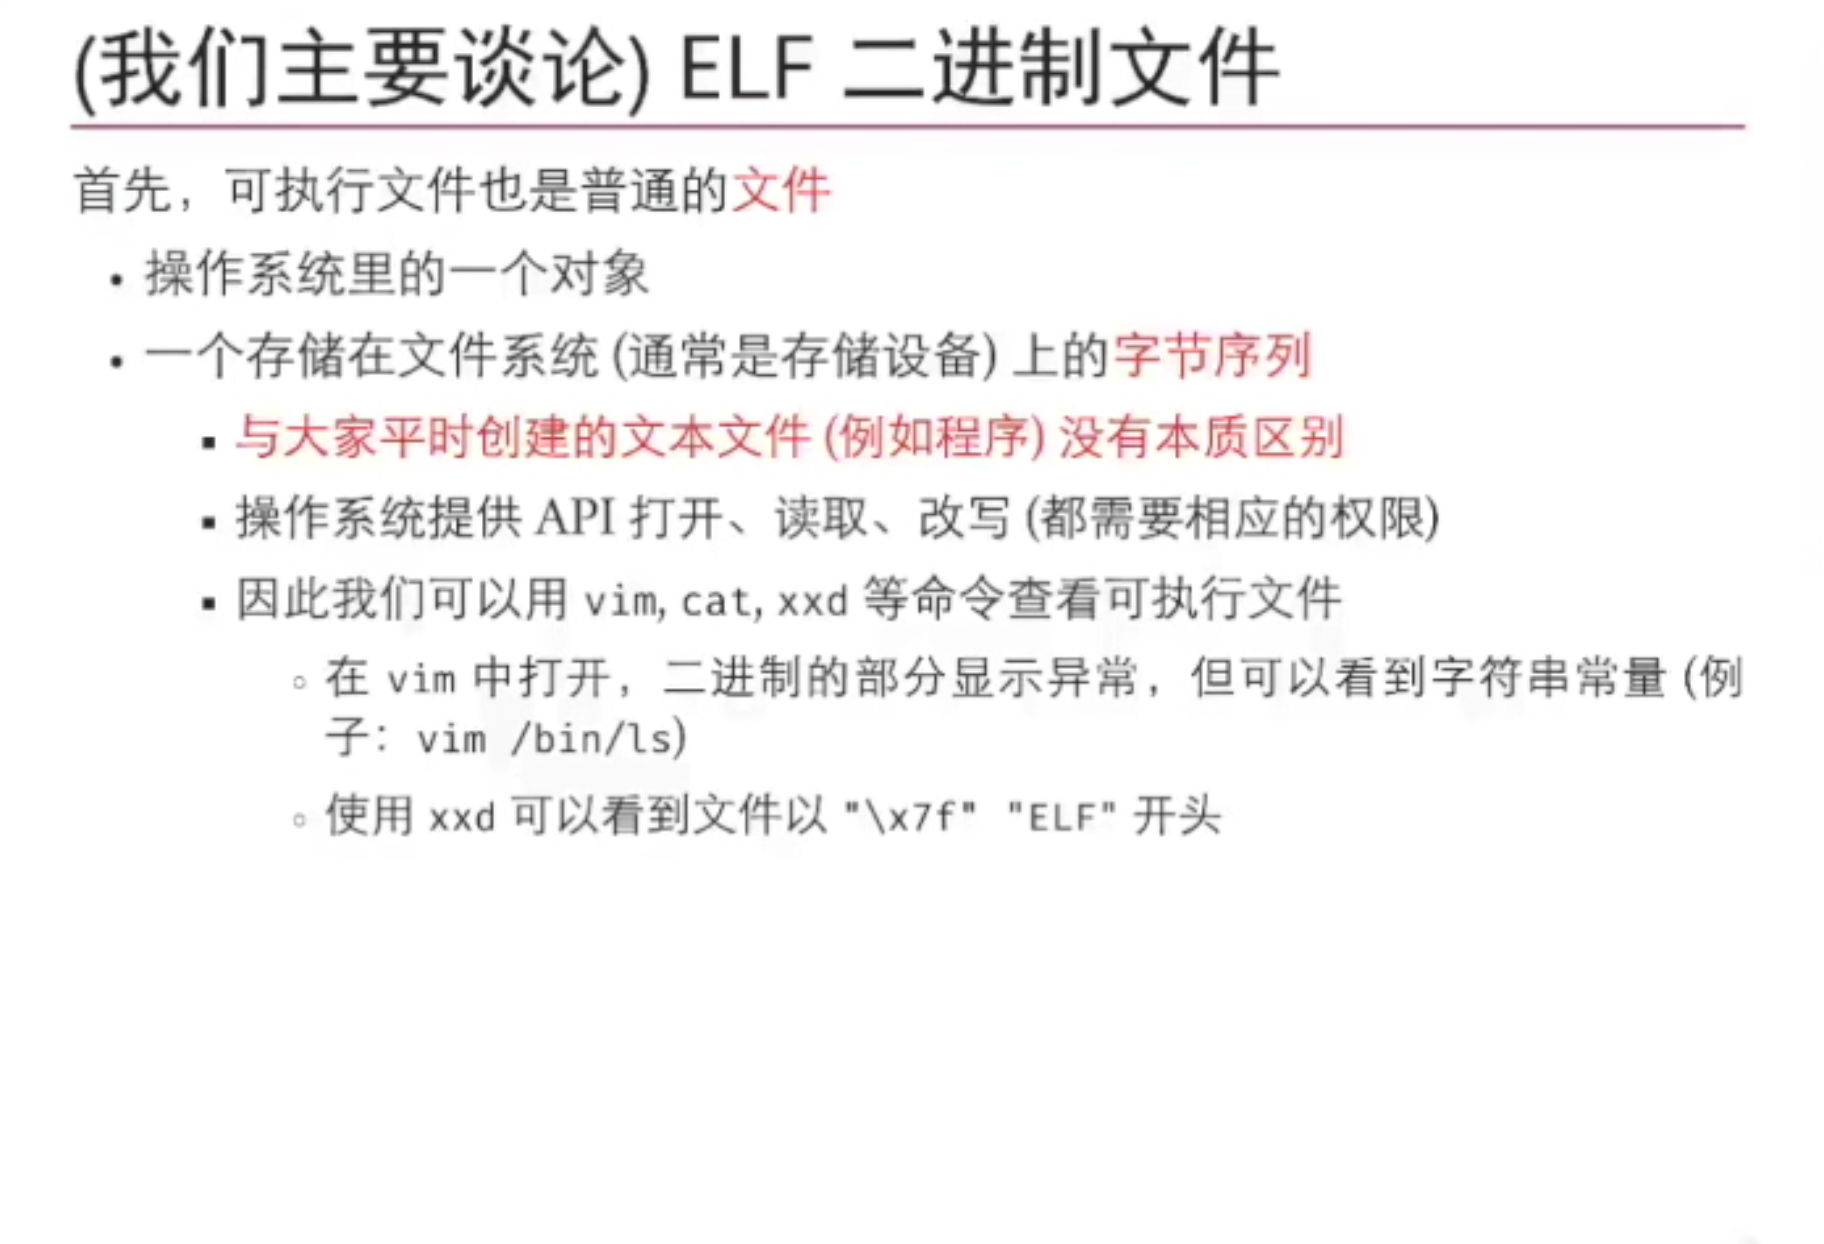 (我们主要谈论) ELF 二进制文件
首先，可执行文件也是普通的文件
• 操作系统里的一个对象
• 一个存储在文件系统 (通常是存储设备) 上的字节序列
▪ 与大家平时创建的文本文件 (例如程序) 没有本质区别
▪ 操作系统提供 API 打开、读取、改写 (都需要相应的权限)
▪ 因此我们可以用 vim, cat, xxd 等命令查看可执行文件
◦ 在 vim 中打开，二进制的部分显示异常，但可以看到字符串常量 (例
子：vim /bin/ls)
◦ 使用 xxd 可以看到文件以 "\x7f" "ELF" 开头